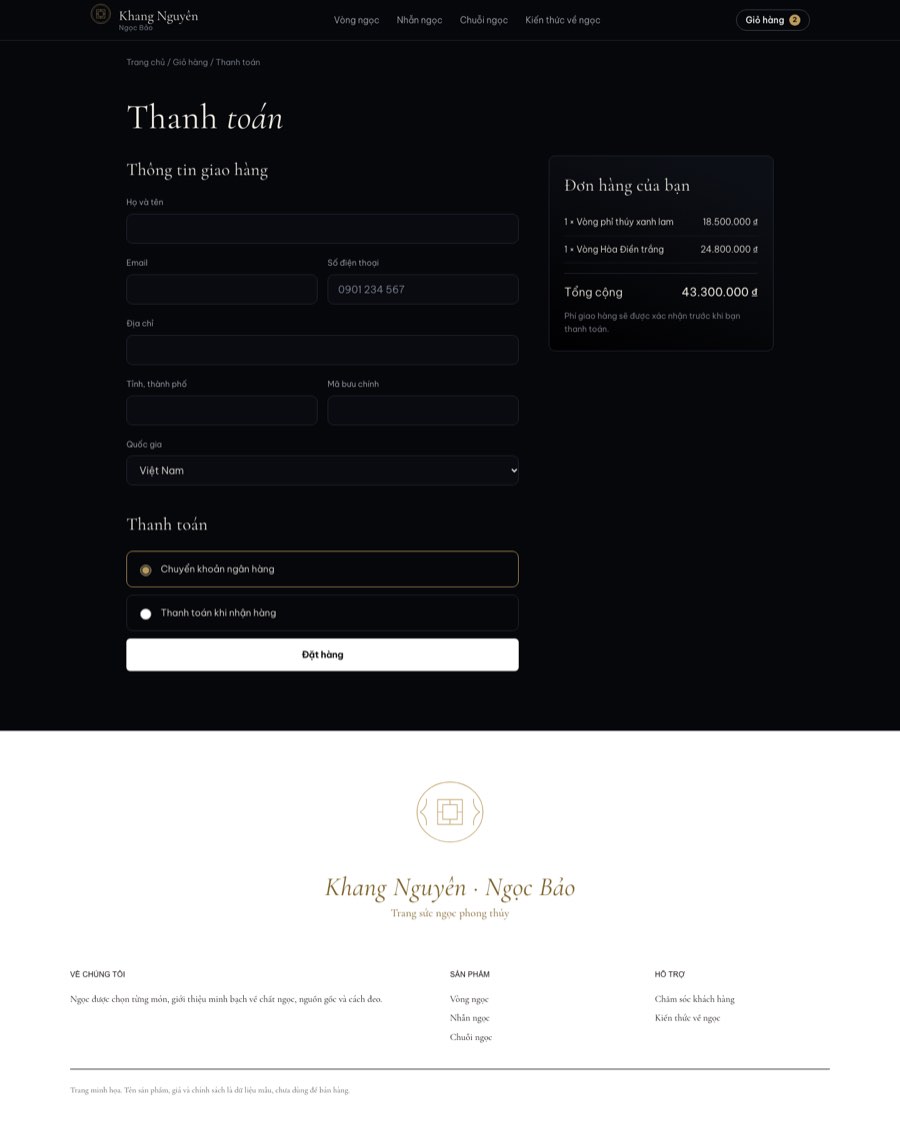 Khang Nguyên
Ngọc Bảo
Vòng ngọc
Nhẫn ngọc
Chuỗi ngọc
Kiến thức về ngọc
Giỏ hàng 2
Trang chủ / Giỏ hàng / Thanh toán
Thanh toán
Thông tin giao hàng
Họ và tên
Email
Số điện thoại
0901 234 567
Địa chỉ
Tỉnh, thành phố
Mã bưu chính
Quốc gia
Việt Nam
Thanh toán
Chuyển khoản ngân hàng
Thanh toán khi nhận hàng
Đặt hàng
Đơn hàng của bạn
1 × Vòng phỉ thúy xanh lam 18.500.000 ₫
1 × Vòng Hòa Điền trắng 24.800.000 ₫
Tổng cộng 43.300.000 ₫
Phí giao hàng sẽ được xác nhận trước khi bạn
thanh toán.
Khang Nguyên · Ngọc Bảo
Trang sức ngọc phong thủy
VỀ CHÚNG TÔI
Ngọc được chọn từng món, giới thiệu minh bạch về chất ngọc, nguồn gốc và cách đeo.
SẢN PHẨM
Vòng ngọc
Nhẫn ngọc
Chuỗi ngọc
HỖ TRỢ
Chăm sóc khách hàng
Kiến thức về ngọc
Trang minh họa. Tên sản phẩm, giá và chính sách là dữ liệu mẫu, chưa dùng để bán hàng.